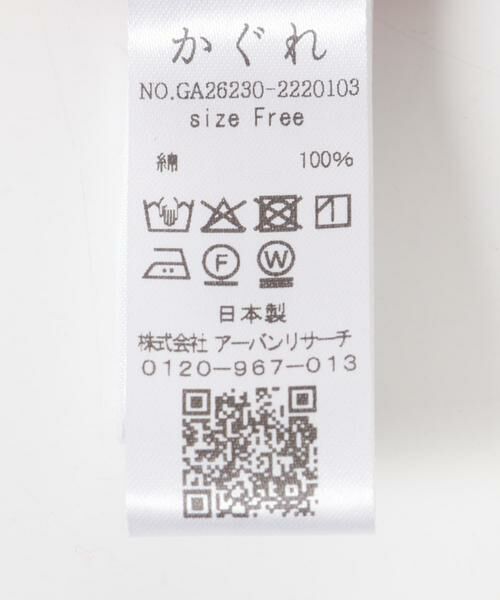 かぐれ
NO.GA26230-2220103
size Free
綿 100%
F W
日本製
株式会社 アーバンリサーチ
0120-967-013